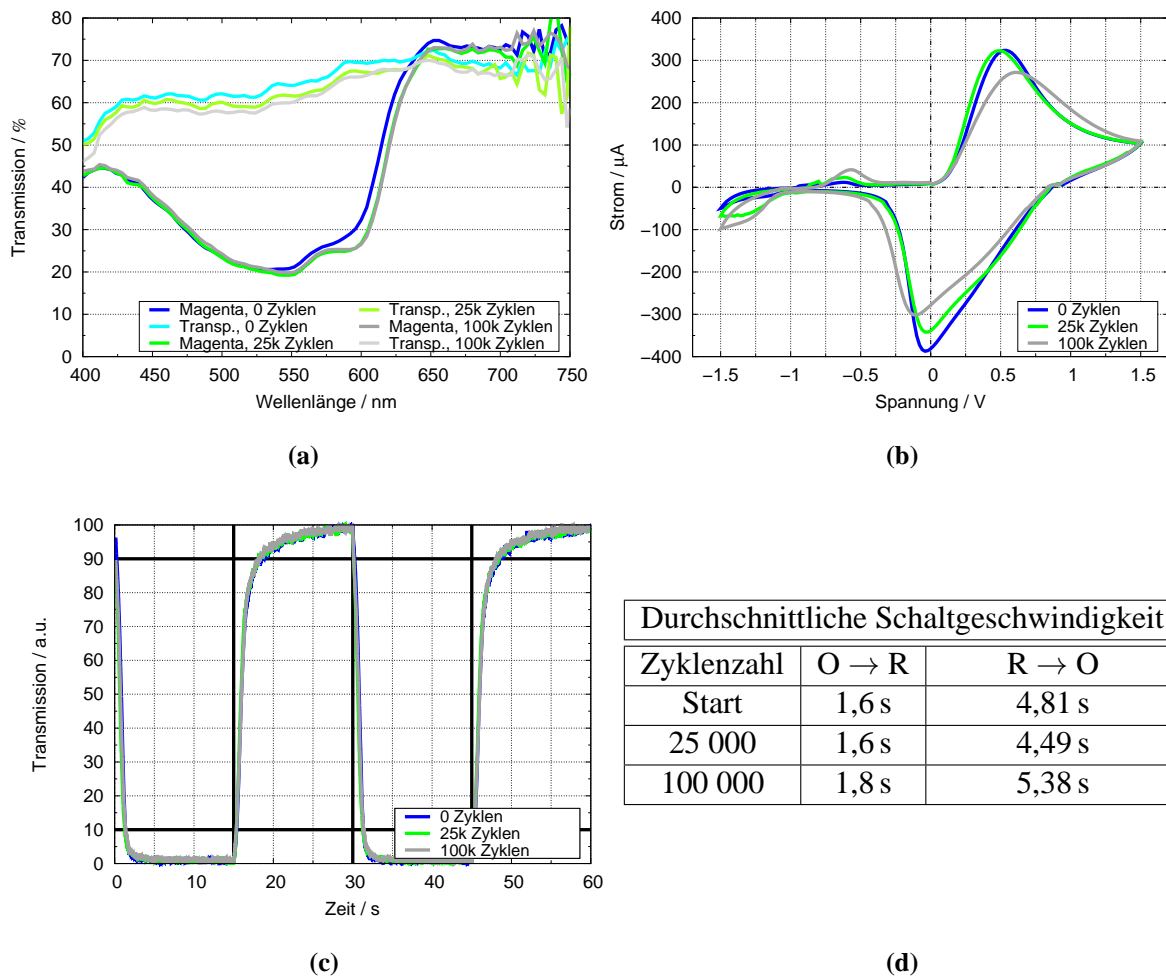 80
70
60
50
40
30
20
10
0
400 450 500 550 600 650 700 750
Transmission / %
Wellenlänge / nm
Magenta, 0 Zyklen
Transp., 0 Zyklen
Magenta, 25k Zyklen
Transp., 25k Zyklen
Magenta, 100k Zyklen
Transp., 100k Zyklen
(a)
400
300
200
100
0
−100
−200
−300
−400
−1.5 −1 −0.5 0 0.5 1 1.5
Strom / µA
Spannung / V
0 Zyklen
25k Zyklen
100k Zyklen
(b)
100
90
80
70
60
50
40
30
20
10
0
0 10 20 30 40 50 60
Transmission / a.u.
Zeit / s
0 Zyklen
25k Zyklen
100k Zyklen
(c)
Durchschnittliche Schaltgeschwindigkeit
Zyklenzahl O → R R → O
Start 1,6 s 4,81 s
25 000 1,6 s 4,49 s
100 000 1,8 s 5,38 s
(d)